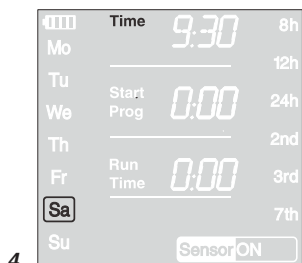 Time 9:30 8h
Mo
12h
Tu
Start Prog 0:00 24h
We
2nd
Th
Run Time 0:00 3rd
Fr
Sa 7th
Su
Sensor ON
4